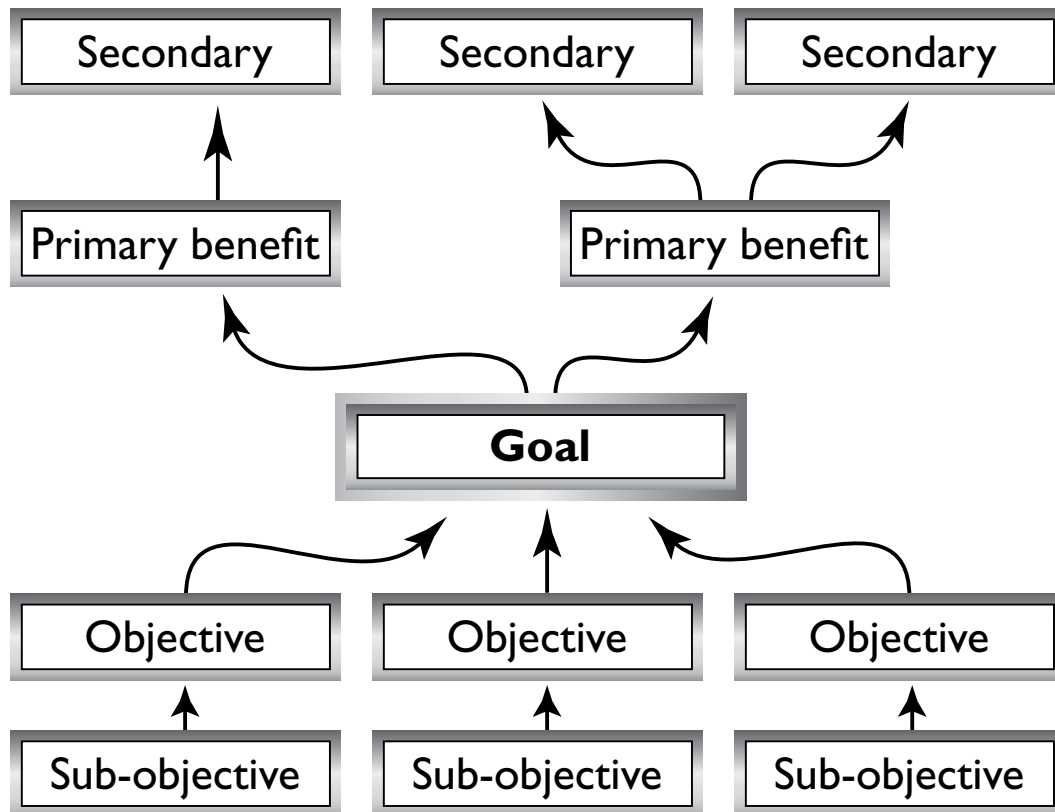 Secondary
Secondary
Secondary
Primary benefit
Primary benefit
Goal
Objective
Objective
Objective
Sub-objective
Sub-objective
Sub-objective